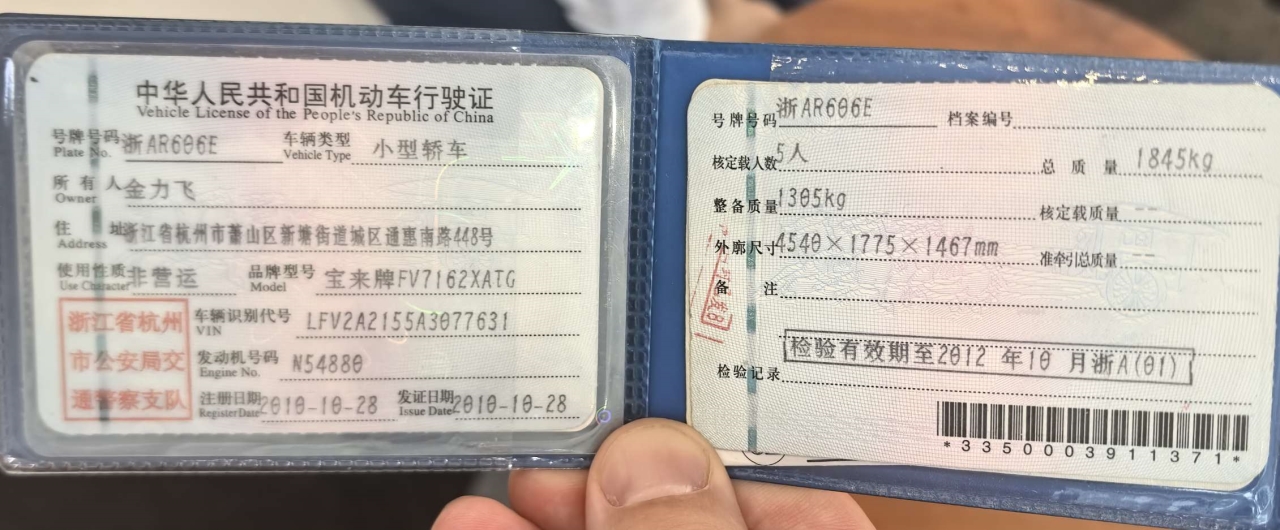 中华人民共和国机动车行驶证
Vehicle License of the People's Republic of China
号牌号码 浙AR606E 车辆类型 小型轿车
Plate No. Vehicle Type
所有人 金力飞
Owner
住址 浙江省杭州市萧山区新塘街道城区通惠南路448号
Address
使用性质 非营运 品牌型号 宝来牌FV7162XATG
Use Character Model
浙江省杭州
市公安局交
通警察支队
车辆识别代号 LFV2A2155A3077631
VIN
发动机号码 N54880
Engine No.
注册日期 2010-10-28 发证日期 2010-10-28
Register Date Issue Date
号牌号码 浙AR606E 档案编号
核定载人数 5人 总质量 1845kg
整备质量 1305kg 核定载质量 --
外廓尺寸 4540×1775×1467mm 准牵引总质量 --
备注
检验有效期至2012 年10 月浙A(01)
检验记录
*3350003911371*